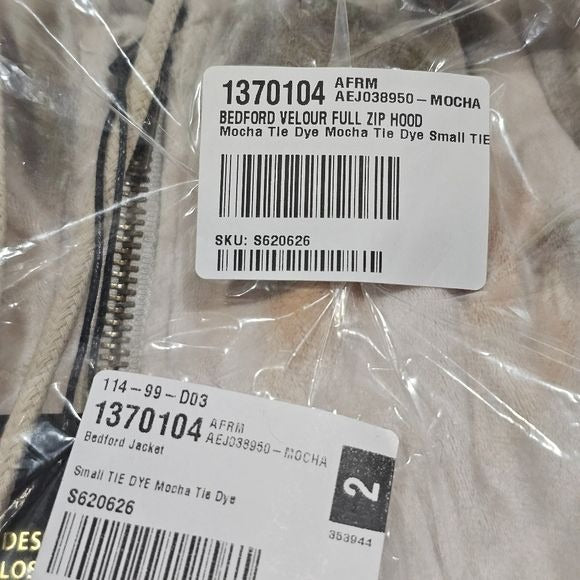 1370104 AFRM
AEJ038950-MOCHA
BEDFORD VELOUR FULL ZIP HOOD
Mocha Tie Dye Mocha Tie Dye Small TIE
SKU: S620626
114-99-D03
1370104 AFRM
AEJ038950-MOCHA
Bedford Jacket
Small TIE DYE Mocha Tie Dye
S620626
2
353944
DES
LOS